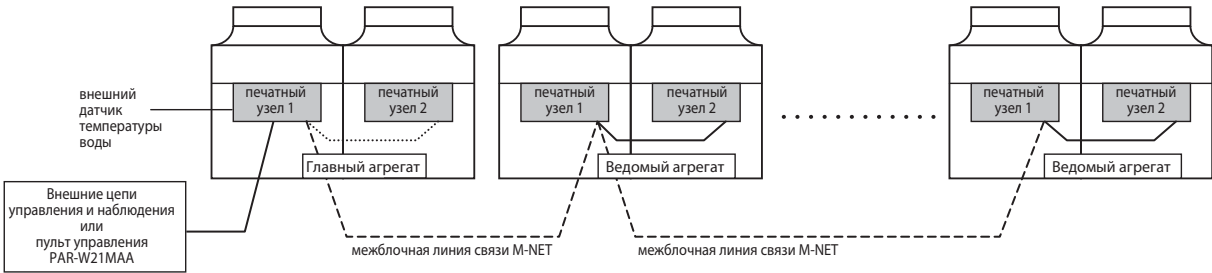 печатный
узел 1
печатный
узел 2
печатный
узел 1
печатный
узел 2
печатный
узел 1
печатный
узел 2
внешний
датчик
температуры
воды
Главный агрегат
Ведомый агрегат
Ведомый агрегат
Внешние цепи
управления и наблюдения
или
пульт управления
PAR-W21MAA
межблочная линия связи M-NET
межблочная линия связи M-NET